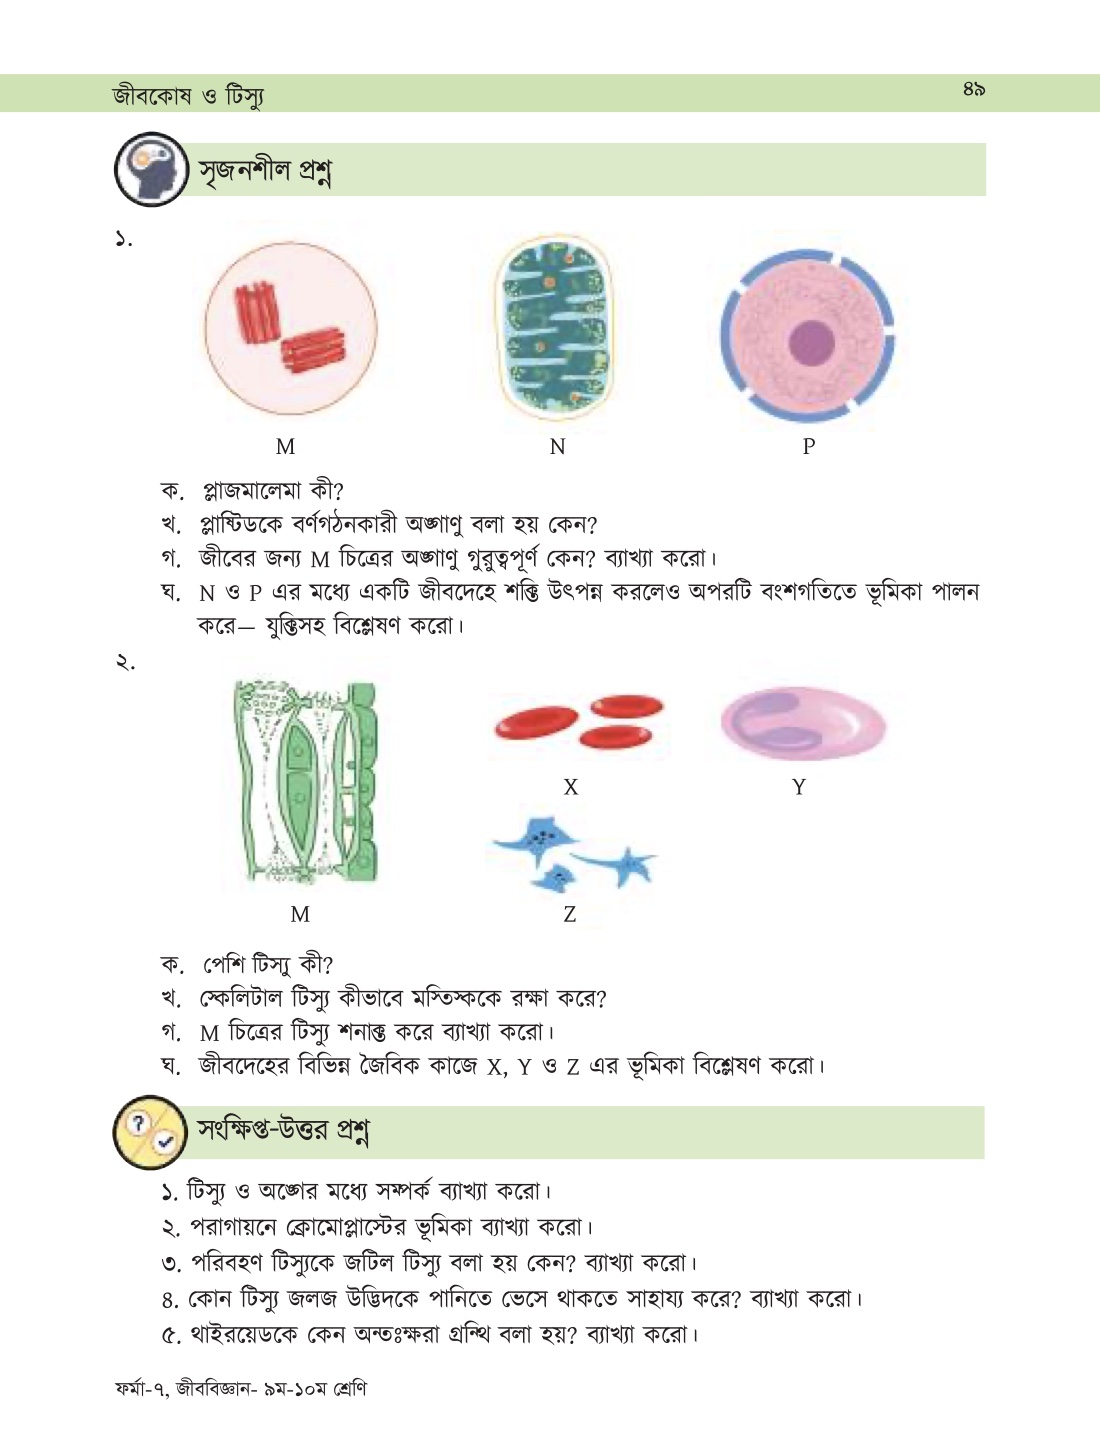 জীবকোষ ও টিস্যু ৪৯
সৃজনশীল প্রশ্ন
১.
M N P
ক. প্লাজমালেমা কী?
খ. প্লাষ্টিডকে বর্ণগঠনকারী অঙ্গাণু বলা হয় কেন?
গ. জীবের জন্য M চিত্রের অঙ্গাণু গুরুত্বপূর্ণ কেন? ব্যাখ্যা করো।
ঘ. N ও P এর মধ্যে একটি জীবদেহে শক্তি উৎপন্ন করলেও অপরটি বংশগতিতে ভূমিকা পালন
করে— যুক্তিসহ বিশ্লেষণ করো।
২.
X Y
M Z
ক. পেশি টিস্যু কী?
খ. স্কেলিটাল টিস্যু কীভাবে মস্তিস্ককে রক্ষা করে?
গ. M চিত্রের টিস্যু শনাক্ত করে ব্যাখ্যা করো।
ঘ. জীবদেহের বিভিন্ন জৈবিক কাজে X, Y ও Z এর ভূমিকা বিশ্লেষণ করো।
?
সংক্ষিপ্ত-উত্তর প্রশ্ন
১. টিস্যু ও অঙ্গের মধ্যে সম্পর্ক ব্যাখ্যা করো।
২. পরাগায়নে ক্রোমোপ্লাস্টের ভূমিকা ব্যাখ্যা করো।
৩. পরিবহণ টিস্যুকে জটিল টিস্যু বলা হয় কেন? ব্যাখ্যা করো।
৪. কোন টিস্যু জলজ উদ্ভিদকে পানিতে ভেসে থাকতে সাহায্য করে? ব্যাখ্যা করো।
৫. থাইরয়েডকে কেন অন্তঃক্ষরা গ্রন্থি বলা হয়? ব্যাখ্যা করো।
ফর্মা-৭, জীববিজ্ঞান- ৯ম-১০ম শ্রেণি